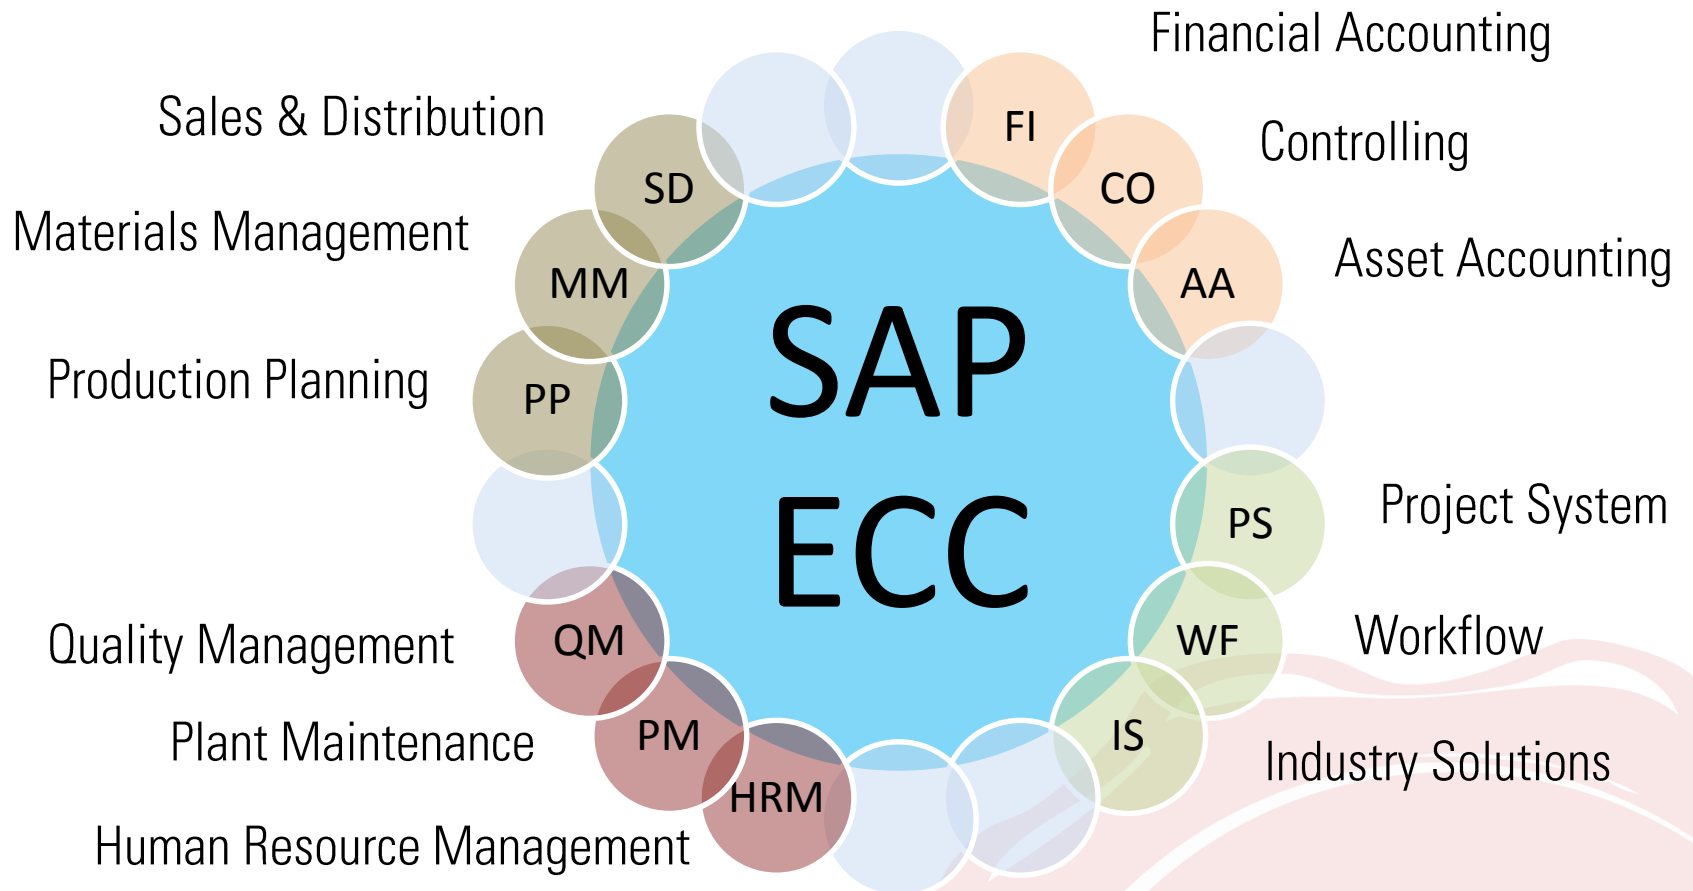 Financial Accounting
Sales & Distribution
FI
Controlling
SD
CO
Materials Management
Asset Accounting
MM
AA
SAP
Production Planning
PP
Project System
PS
ECC
Quality Management
QM
WF
Workflow
Plant Maintenance
PM
IS
Industry Solutions
HRM
Human Resource Management